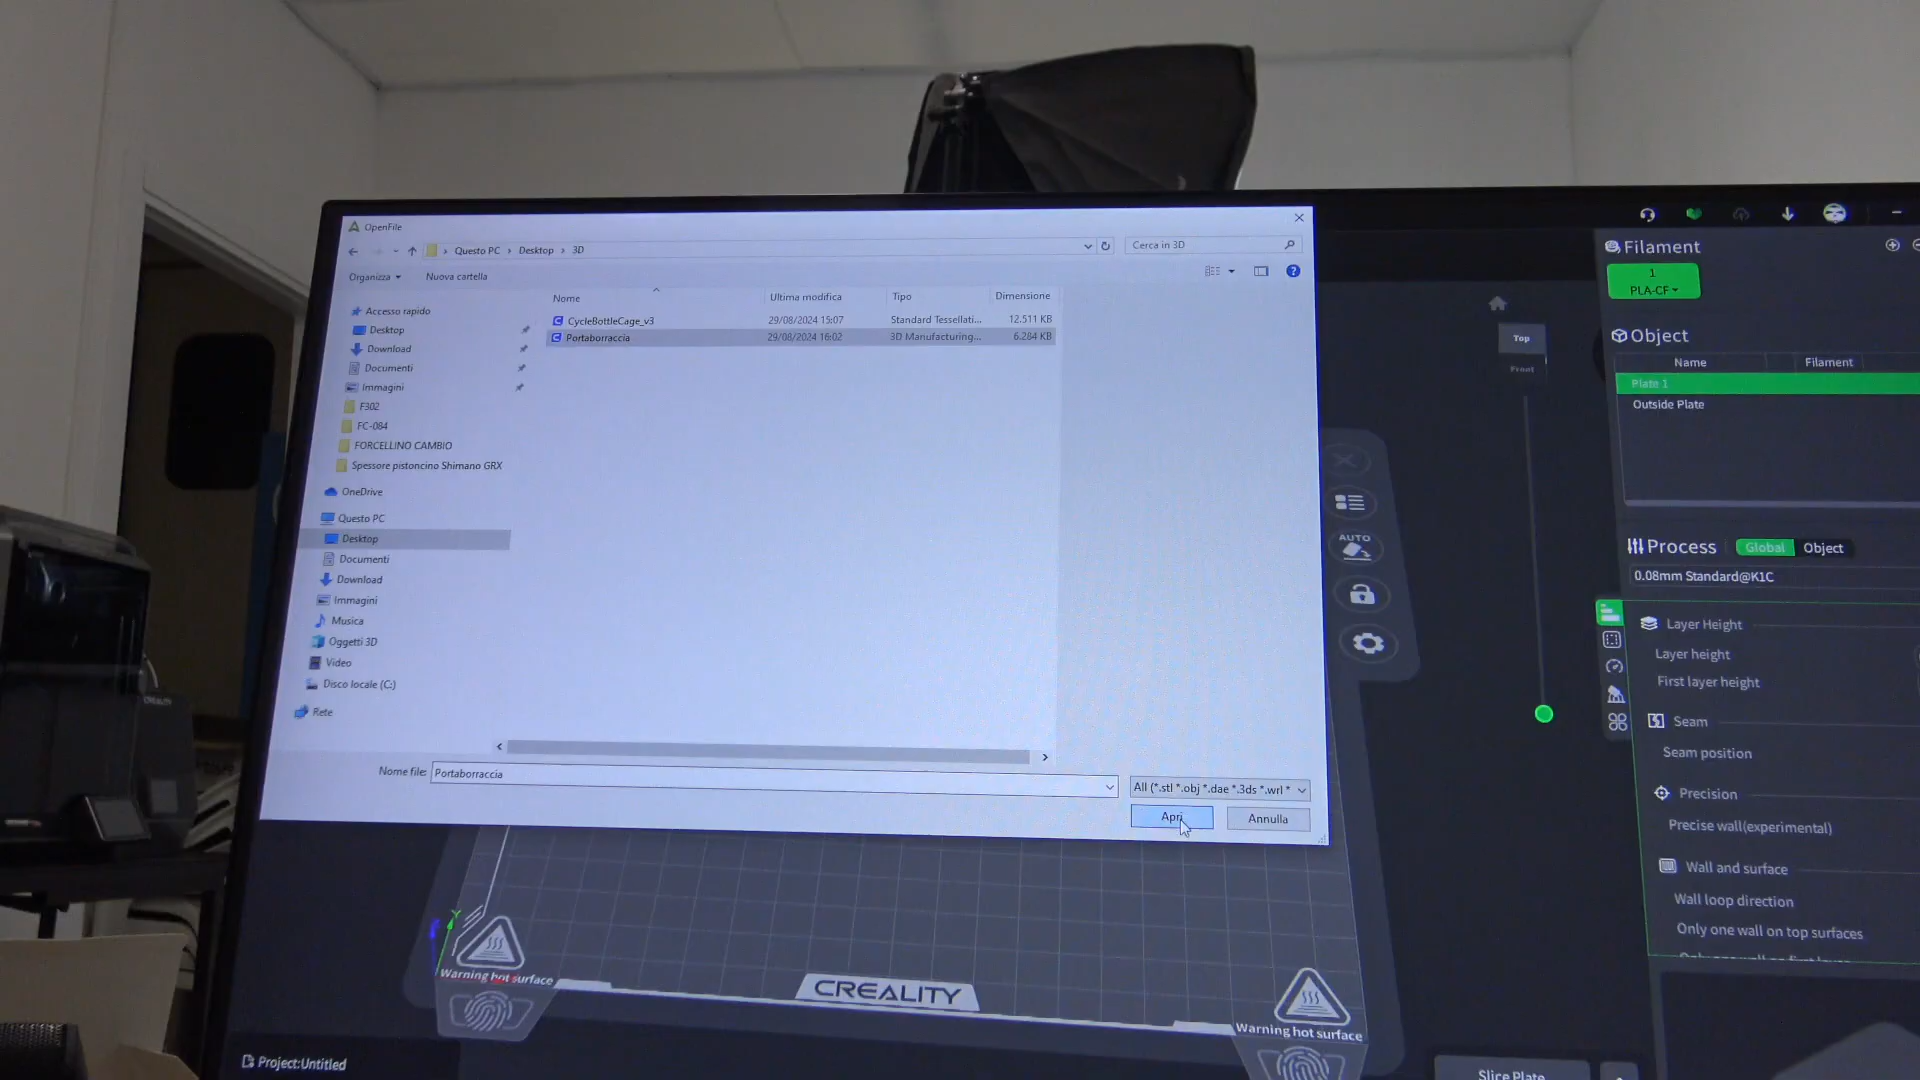 OpenFile
Questo PC > Desktop > 3D
Cerca in 3D
Organizza
Nuova cartella
Nome
Ultima modifica
Tipo
Dimensione
CycleBottleCage_v3
29/08/2024 15:07
Standard Tessellati...
12.511 KB
Portaborraccia
29/08/2024 16:02
3D Manufacturing...
6.284 KB
Accesso rapido
Desktop
Download
Documenti
Immagini
F302
FC-084
FORCELLINO CAMBIO
Spessore pistoncino Shimano GRX
OneDrive
Questo PC
Desktop
Documenti
Download
Immagini
Musica
Oggetti 3D
Video
Disco locale (C:)
Rete
Nome file:
Portaborraccia
All (*.stl *.obj *.dae *.3ds *.wrl *
Apri
Annulla
Top
Front
AUTO
Filament
1
PLA-CF
Object
Name
Filament
Plate 1
Outside Plate
Process
Global
Object
0.08mm Standard@K1C
Layer Height
Layer height
First layer height
Seam
Seam position
Precision
Precise wall(experimental)
Wall and surface
Wall loop direction
Only one wall on top surfaces
Warning hot surface
CREALITY
Warning hot surface
Project:Untitled
Slice Plate